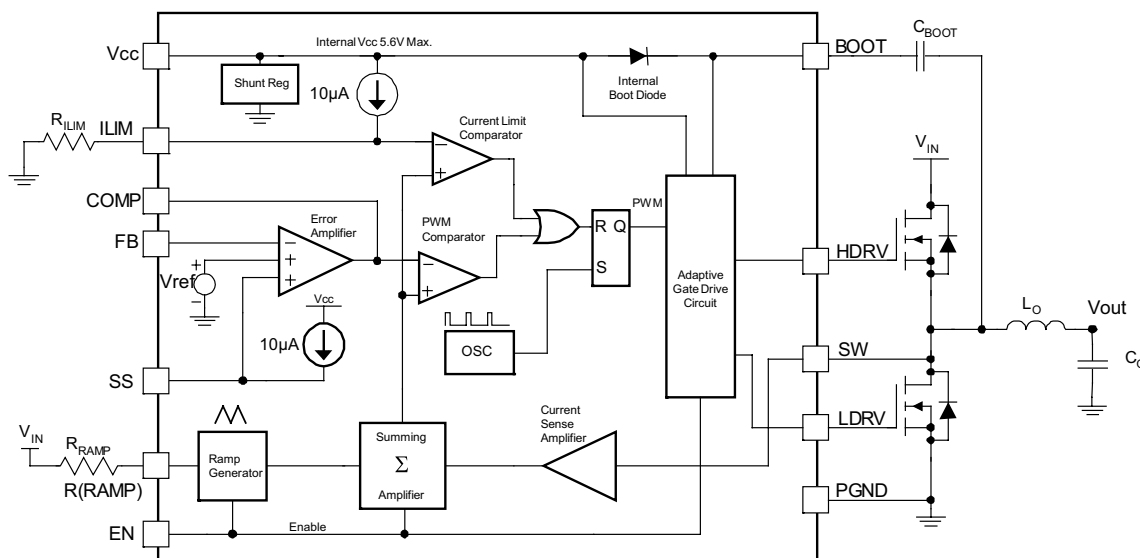 C_BOOT
Vcc
Internal Vcc 5.6V Max.
BOOT
Shunt Reg
10µA
Internal
Boot Diode
R_ILIM
ILIM
Current Limit
Comparator
V_IN
−
+
COMP
Error
Amplifier
PWM
Comparator
PWM
R Q
S
FB
−
+
+
−
+
Vref
+
−
Adaptive
Gate Drive
Circuit
HDRV
Vcc
10µA
OSC
L_O
Vout
C_O
SS
SW
V_IN
R_RAMP
R(RAMP)
Ramp
Generator
Summing
Σ
Amplifier
Current
Sense
Amplifier
LDRV
PGND
EN
Enable